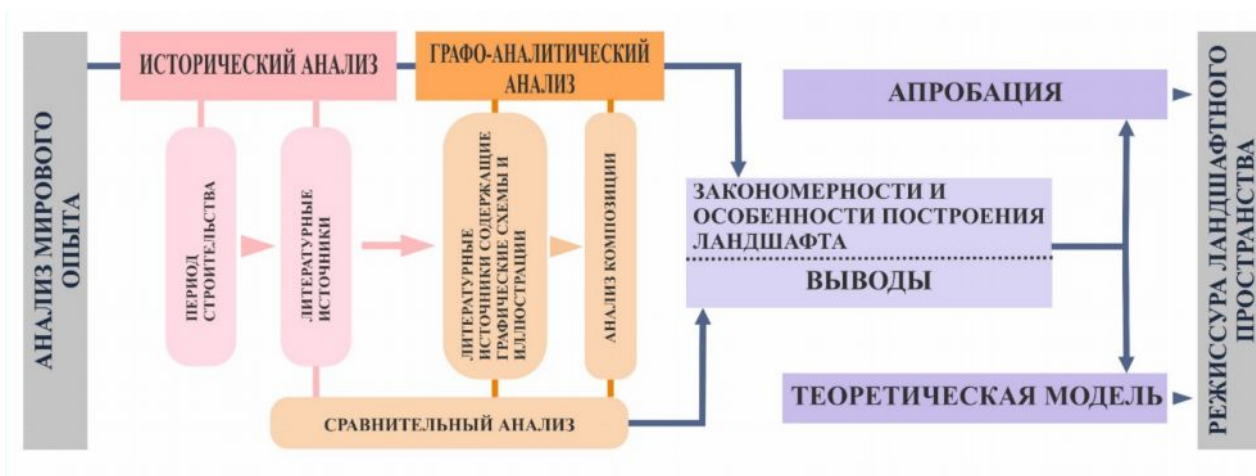 АНАЛИЗ МИРОВОГО
ОПЫТА
ИСТОРИЧЕСКИЙ АНАЛИЗ
ПЕРИОД
СТРОИТЕЛЬСТВА
ЛИТЕРАТУРНЫЕ
ИСТОЧНИКИ
ГРАФО-АНАЛИТИЧЕСКИЙ
АНАЛИЗ
ЛИТЕРАТУРНЫЕ
ИСТОЧНИКИ СОДЕРЖАЩИЕ
ГРАФИЧЕСКИЕ СХЕМЫ И
ИЛЛЮСТРАЦИИ
АНАЛИЗ КОМПОЗИЦИИ
СРАВНИТЕЛЬНЫЙ АНАЛИЗ
ЗАКОНОМЕРНОСТИ И
ОСОБЕННОСТИ ПОСТРОЕНИЯ
ЛАНДШАФТА
ВЫВОДЫ
АПРОБАЦИЯ
ТЕОРЕТИЧЕСКАЯ МОДЕЛЬ
РЕЖИССУРА ЛАНДШАФТНОГО
ПРОСТРАНСТВА